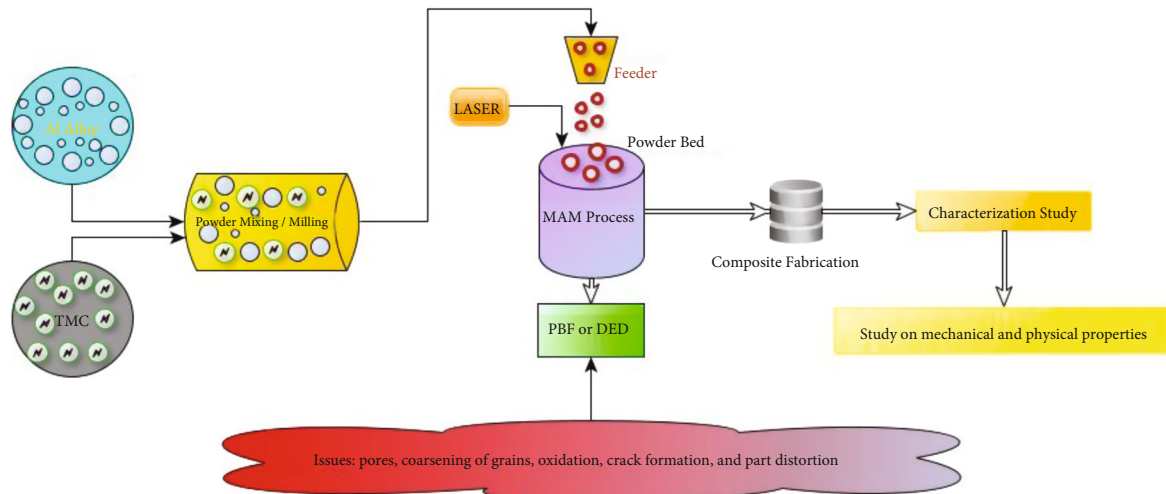 Feeder
LASER
Al Alloy
Powder Bed
Powder Mixing / Milling
MAM Process
Characterization Study
Composite Fabrication
TMC
PBF or DED
Study on mechanical and physical properties
Issues: pores, coarsening of grains, oxidation, crack formation, and part distortion